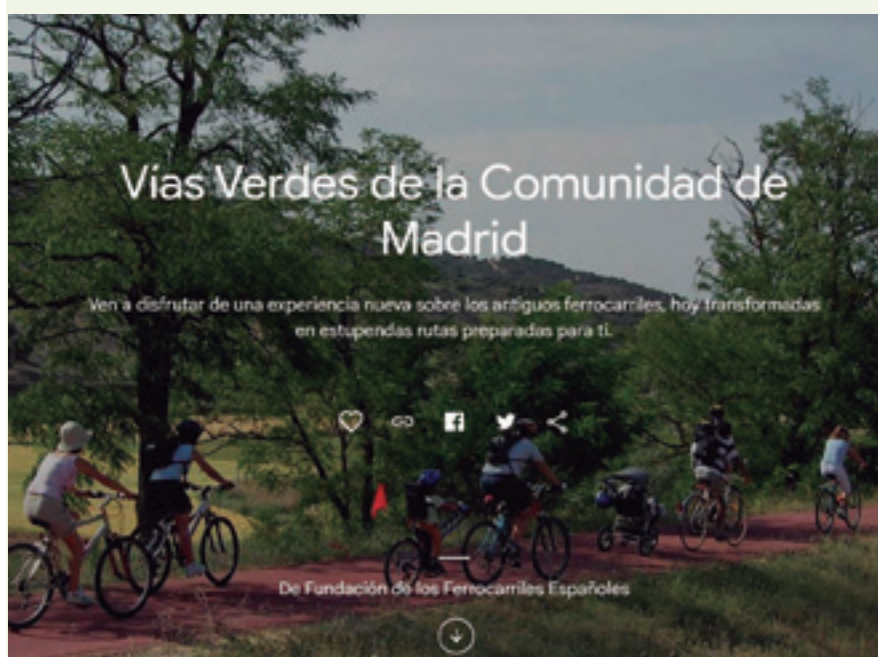 Vías Verdes de la Comunidad de
Madrid
Ven a disfrutar de una experiencia nueva sobre los antiguos ferrocarriles, hoy transformadas
en estupendas rutas preparadas para ti.
De Fundación de los Ferrocarriles Españoles